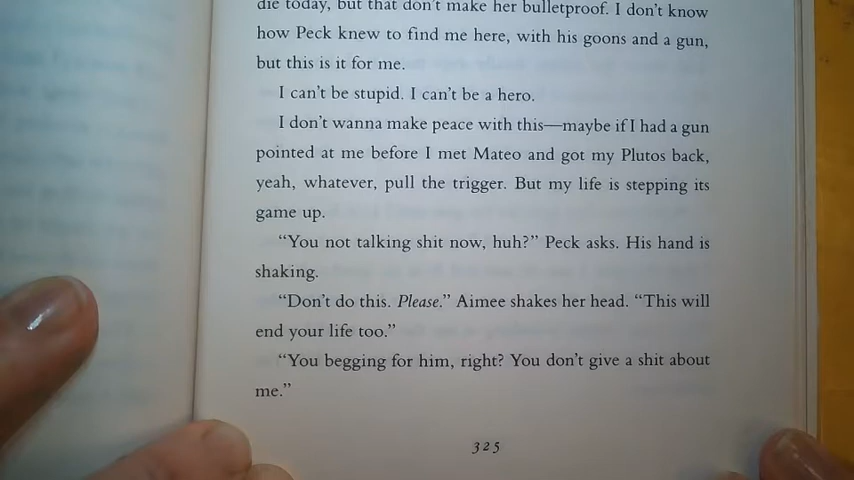 die today, but that don't make her bulletproof. I don't know
how Peck knew to find me here, with his goons and a gun,
but this is it for me.
I can't be stupid. I can't be a hero.
I don't wanna make peace with this—maybe if I had a gun
pointed at me before I met Mateo and got my Plutos back,
yeah, whatever, pull the trigger. But my life is stepping its
game up.
“You not talking shit now, huh?” Peck asks. His hand is
shaking.
“Don't do this. Please.” Aimee shakes her head. “This will
end your life too.”
“You begging for him, right? You don't give a shit about
me.”
325